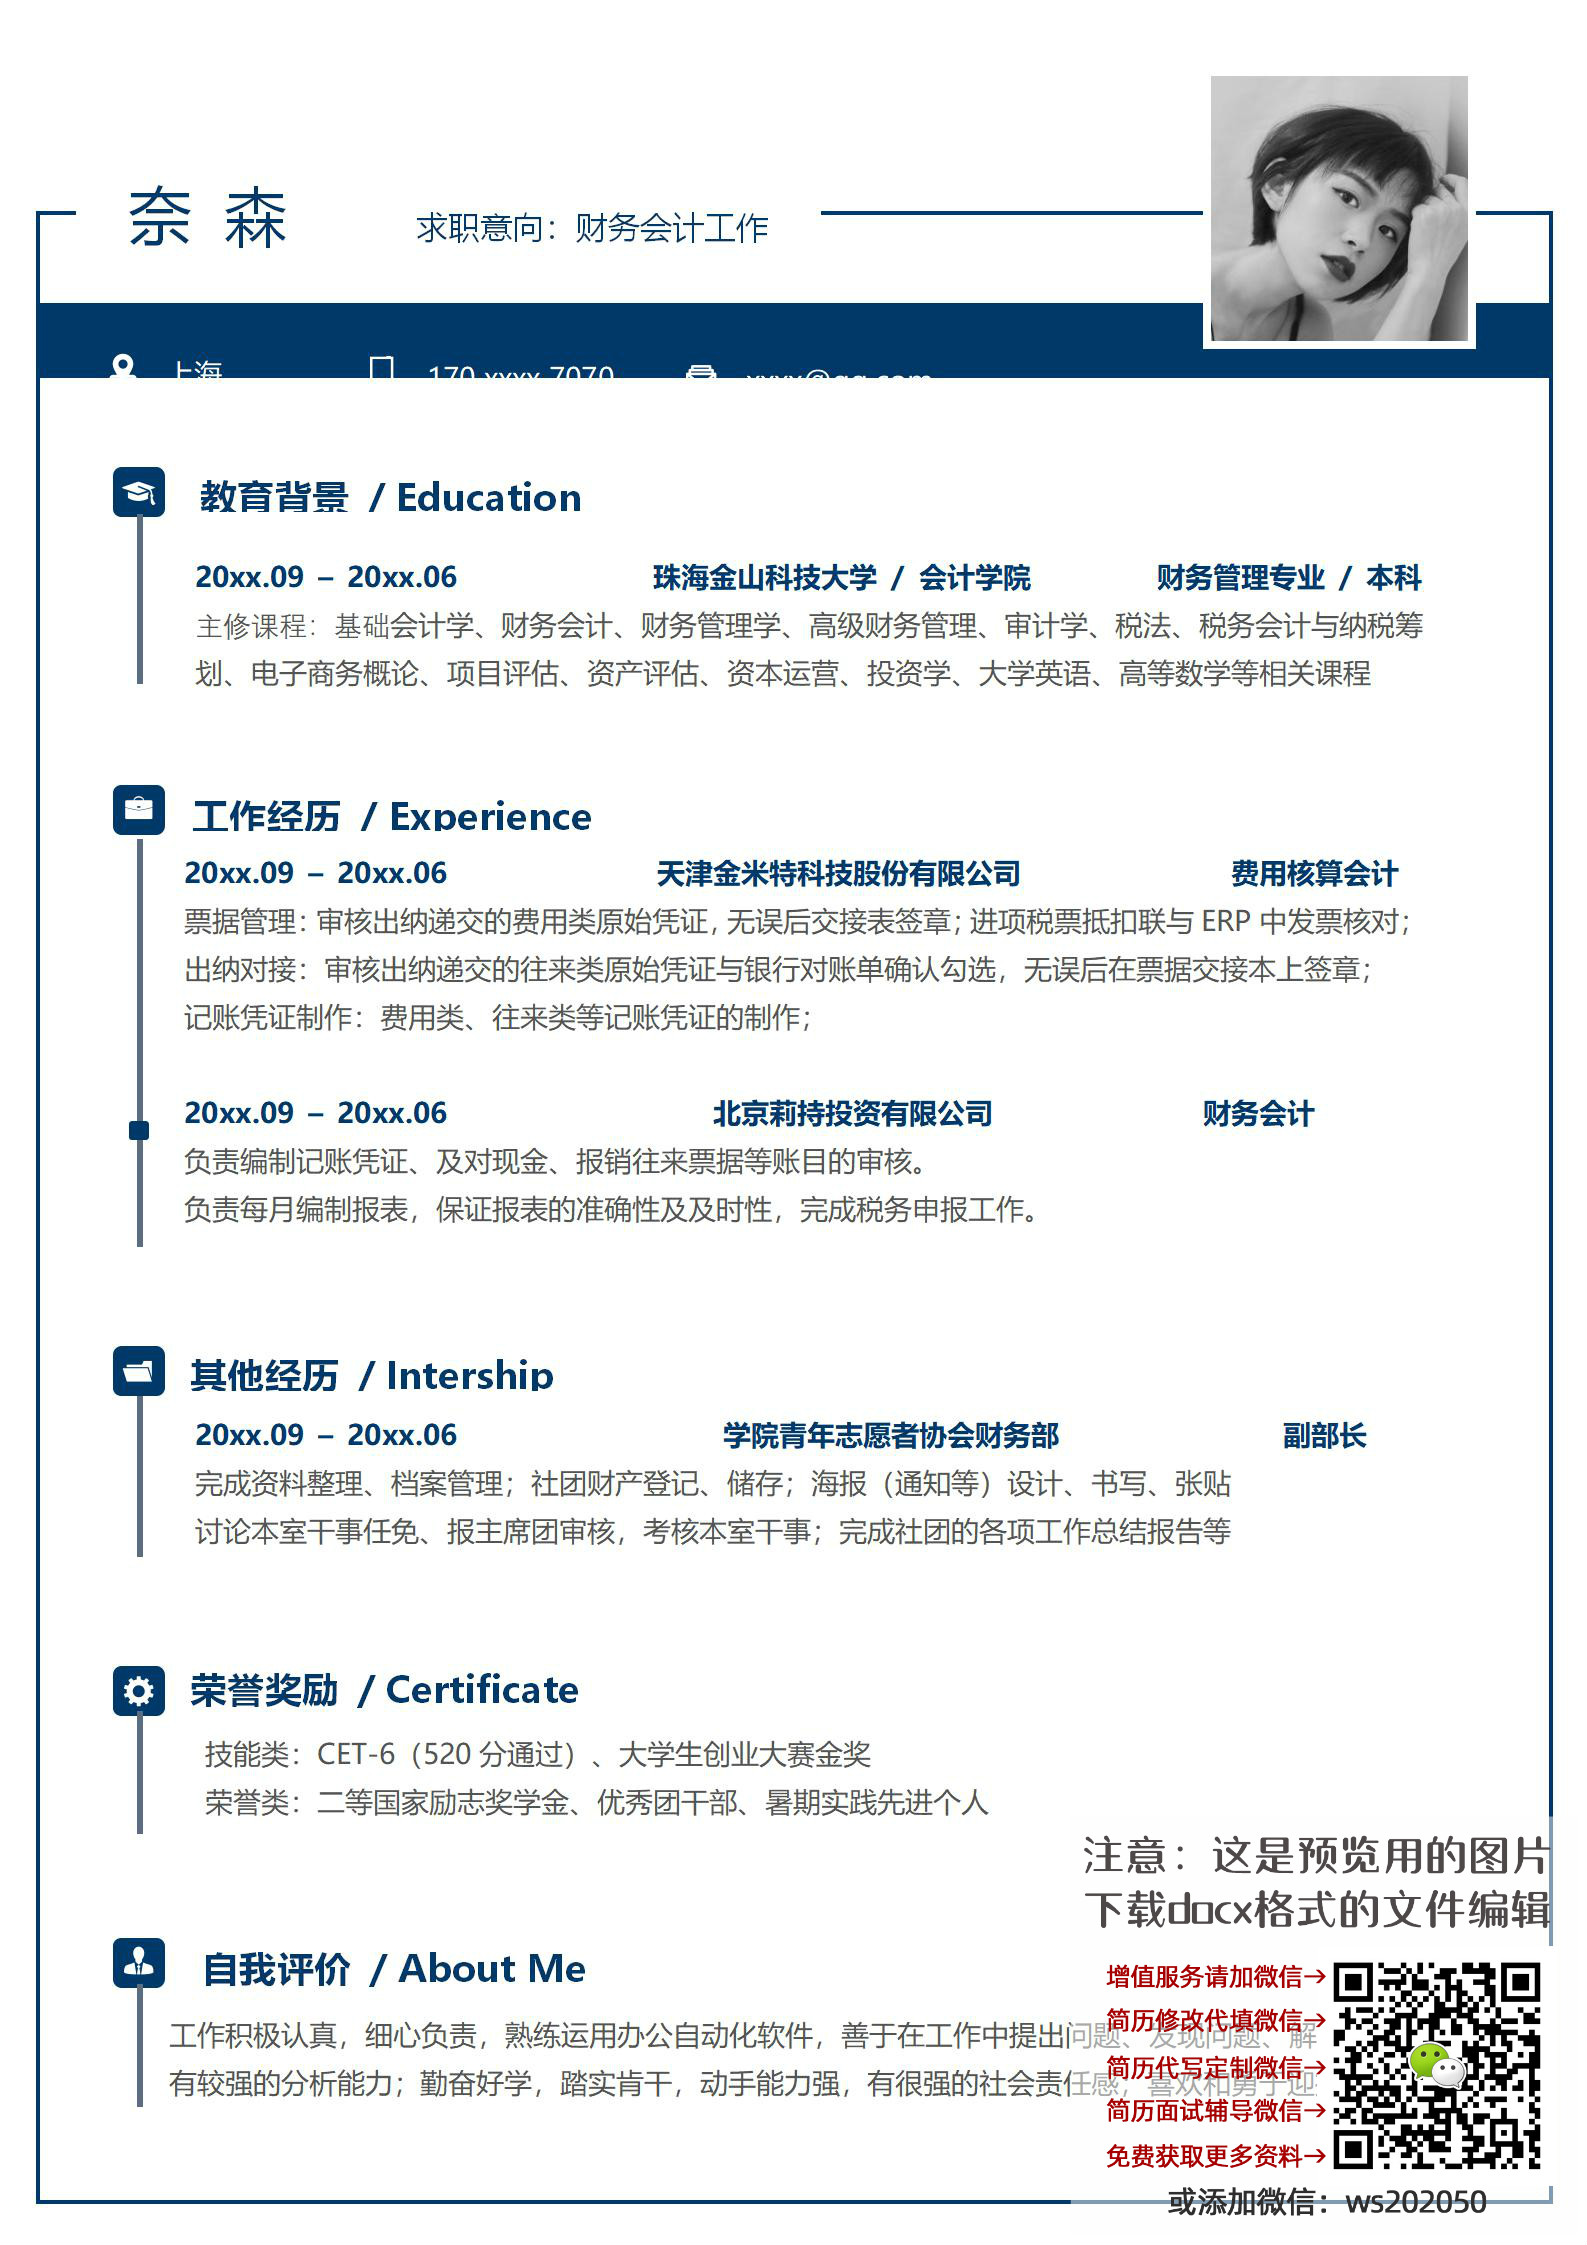 奈 森
求职意向：财务会计工作
上海 170 xxxx 7070 xxxx@qq.com
教育背景 / Education
20xx.09 – 20xx.06 珠海金山科技大学 / 会计学院 财务管理专业 / 本科
主修课程：基础会计学、财务会计、财务管理学、高级财务管理、审计学、税法、税务会计与纳税筹
划、电子商务概论、项目评估、资产评估、资本运营、投资学、大学英语、高等数学等相关课程
工作经历 / Experience
20xx.09 – 20xx.06 天津金米特科技股份有限公司 费用核算会计
票据管理：审核出纳递交的费用类原始凭证，无误后交接表签章；进项税票抵扣联与 ERP 中发票核对；
出纳对接：审核出纳递交的往来类原始凭证与银行对账单确认勾选，无误后在票据交接本上签章；
记账凭证制作：费用类、往来类等记账凭证的制作；
20xx.09 – 20xx.06 北京莉持投资有限公司 财务会计
负责编制记账凭证、及对现金、报销往来票据等账目的审核。
负责每月编制报表，保证报表的准确性及及时性，完成税务申报工作。
其他经历 / Intership
20xx.09 – 20xx.06 学院青年志愿者协会财务部 副部长
完成资料整理、档案管理；社团财产登记、储存；海报（通知等）设计、书写、张贴
讨论本室干事任免、报主席团审核，考核本室干事；完成社团的各项工作总结报告等
荣誉奖励 / Certificate
技能类：CET-6（520 分通过）、大学生创业大赛金奖
荣誉类：二等国家励志奖学金、优秀团干部、暑期实践先进个人
自我评价 / About Me
工作积极认真，细心负责，熟练运用办公自动化软件，善于在工作中提出问题、发现问题、解
有较强的分析能力；勤奋好学，踏实肯干，动手能力强，有很强的社会责任感；喜欢和勇于迎
注意：这是预览用的图片
下载docx格式的文件编辑
增值服务请加微信→
简历修改代填微信→
简历代写定制微信→
简历面试辅导微信→
免费获取更多资料→
或添加微信：ws202050